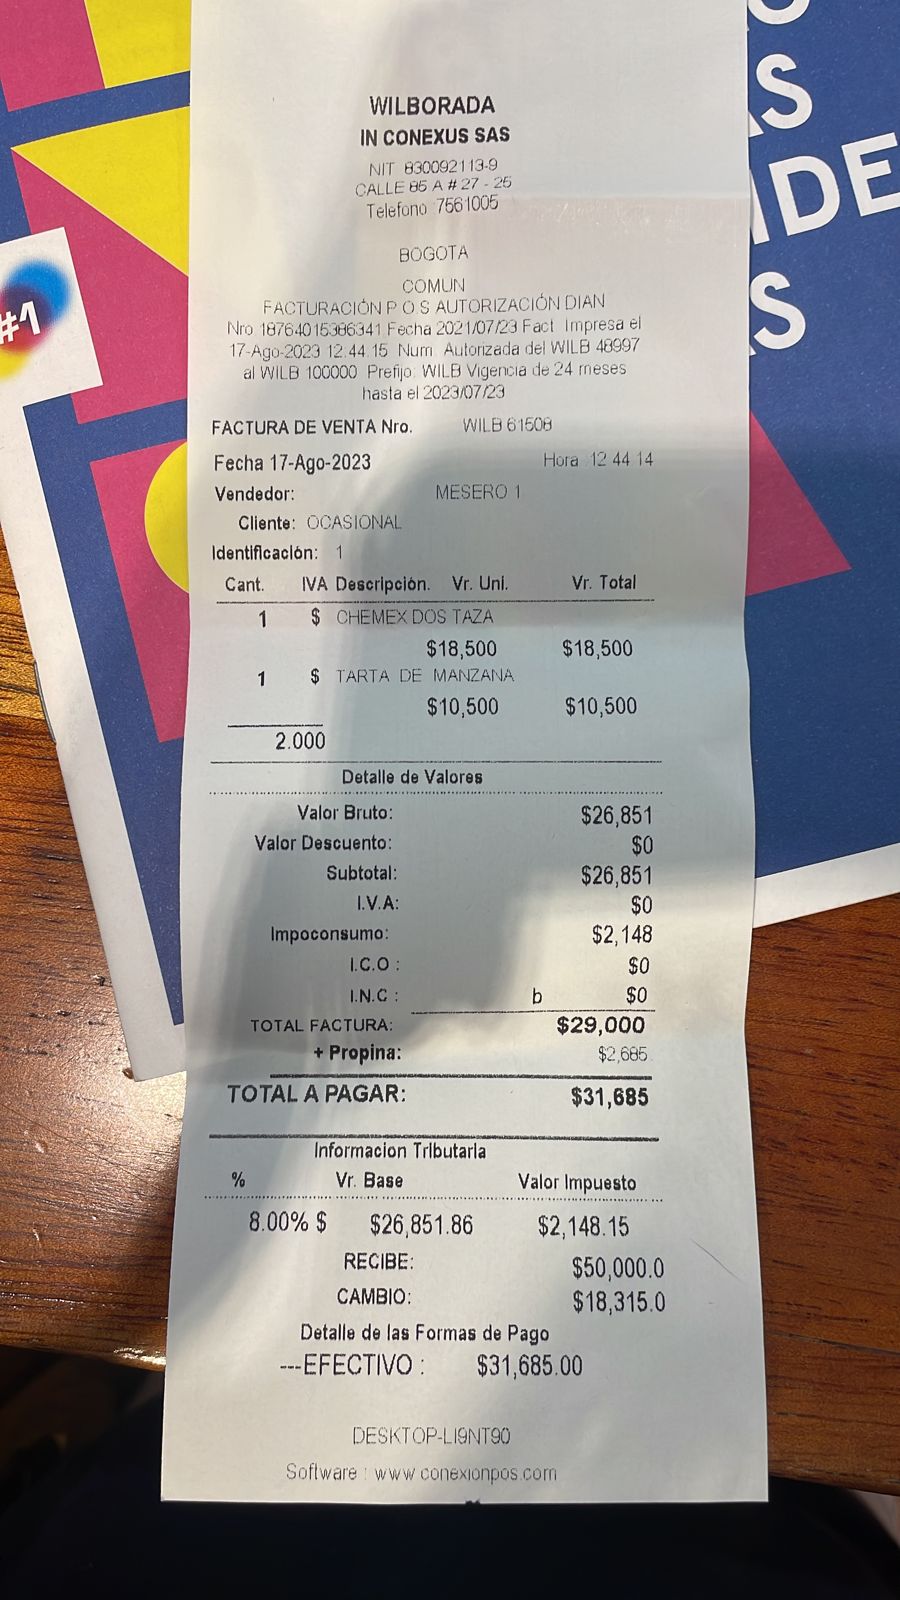 WILBORADA
IN CONEXUS SAS
NIT 830092113-9
CALLE 85 A # 27 - 25
Telefono 7561005
BOGOTA
COMUN
FACTURACIÓN P.O.S AUTORIZACIÓN DIAN
Nro 18764015386341 Fecha 2021/07/23 Fact. Impresa el
17-Ago-2023 12:44:15 Num. Autorizada del WILB 48997
al WILB 100000 Prefijo: WILB Vigencia de 24 meses
hasta el 2023/07/23
FACTURA DE VENTA Nro. WILB 61508
Fecha 17-Ago-2023 Hora 12 44 14
Vendedor: MESERO 1
Cliente: OCASIONAL
Identificación: 1
Cant. IVA Descripción. Vr. Uni. Vr. Total
1 $ CHEMEX DOS TAZA
$18,500 $18,500
1 $ TARTA DE MANZANA
$10,500 $10,500
2.000
Detalle de Valores
Valor Bruto: $26,851
Valor Descuento: $0
Subtotal: $26,851
I.V.A: $0
Impoconsumo: $2,148
I.C.O : $0
I.N.C : b $0
TOTAL FACTURA: $29,000
+ Propina: $2,685
TOTAL A PAGAR: $31,685
Informacion Tributaria
% Vr. Base Valor Impuesto
8.00% $ $26,851.86 $2,148.15
RECIBE: $50,000.0
CAMBIO: $18,315.0
Detalle de las Formas de Pago
---EFECTIVO : $31,685.00
DESKTOP-LI9NT90
Software : www.conexionpos.com
#1
AS
IDE
S